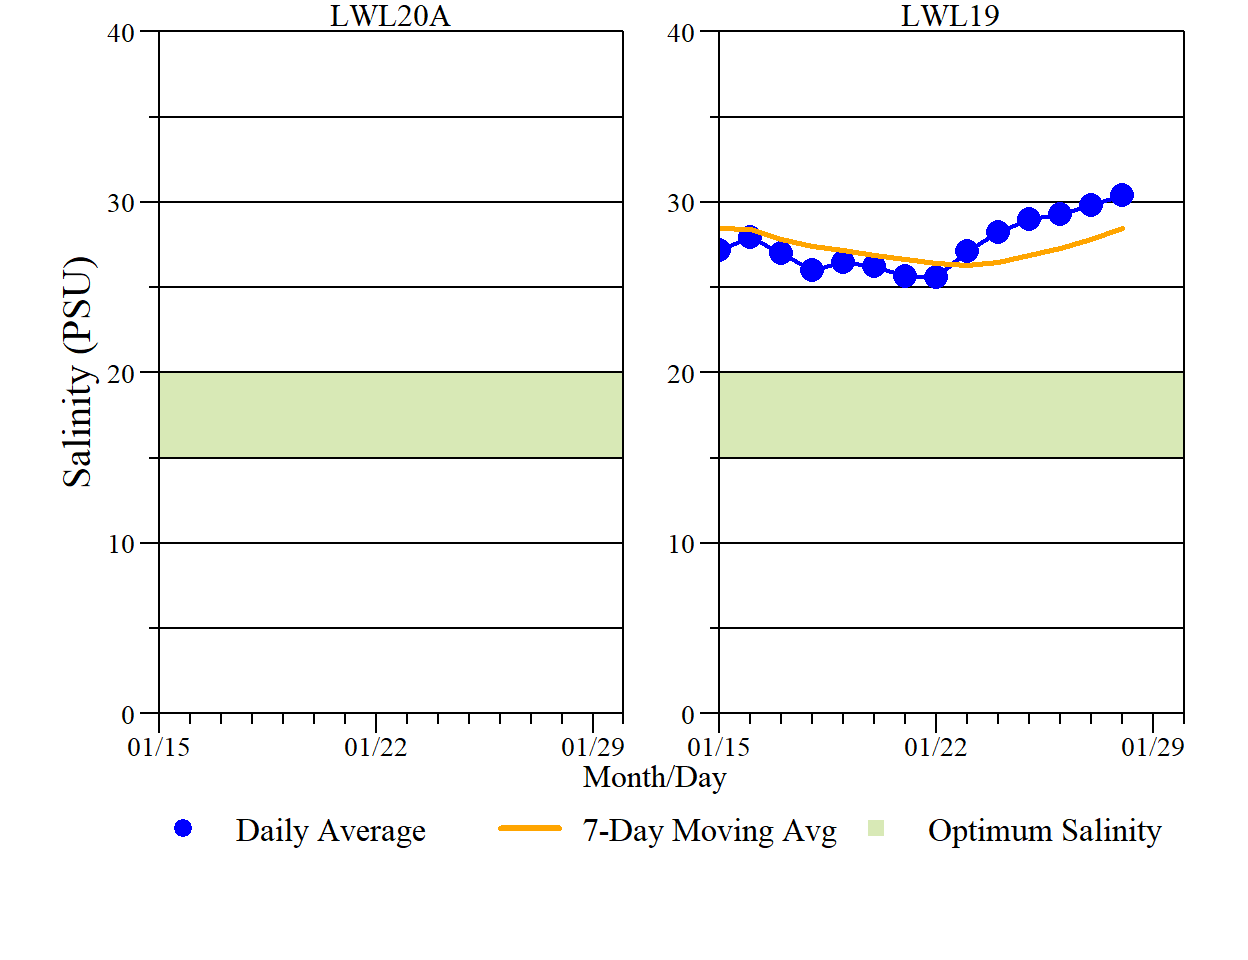 LWL20A
LWL19
40
30
20
10
0
40
30
20
10
0
Salinity (PSU)
01/15
01/22
01/29
01/15
01/22
01/29
Month/Day
Daily Average
7-Day Moving Avg
Optimum Salinity